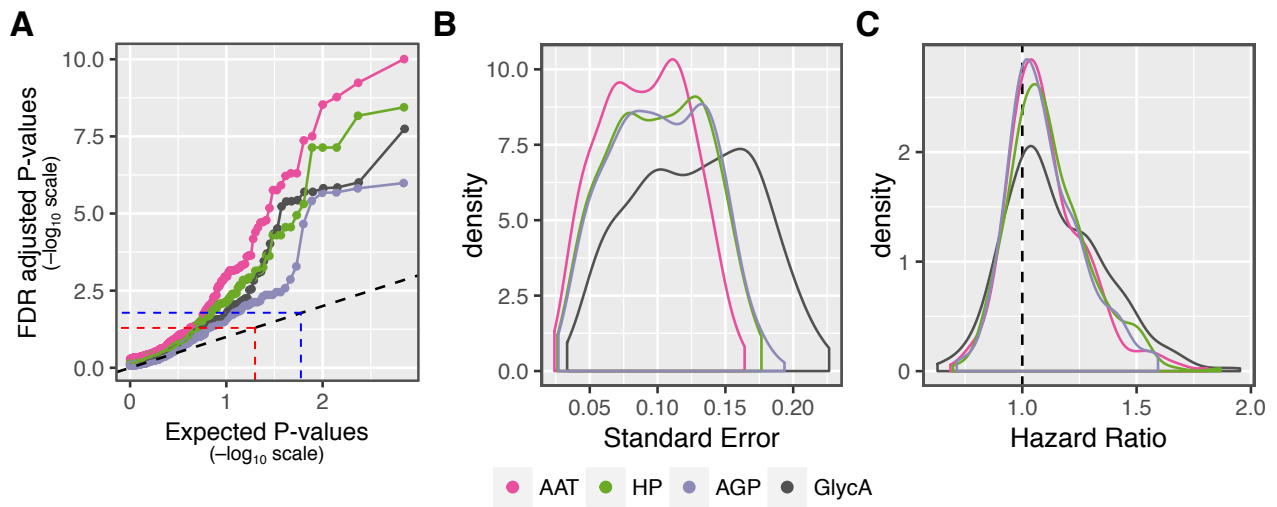 A
FDR adjusted P-values
(−log10 scale)
10.0
7.5
5.0
2.5
0.0
0
1
2
Expected P-values
(−log10 scale)
B
density
10.0
7.5
5.0
2.5
0.0
0.05
0.10
0.15
0.20
Standard Error
C
density
2
1
0
1.0
1.5
2.0
Hazard Ratio
AAT
HP
AGP
GlycA